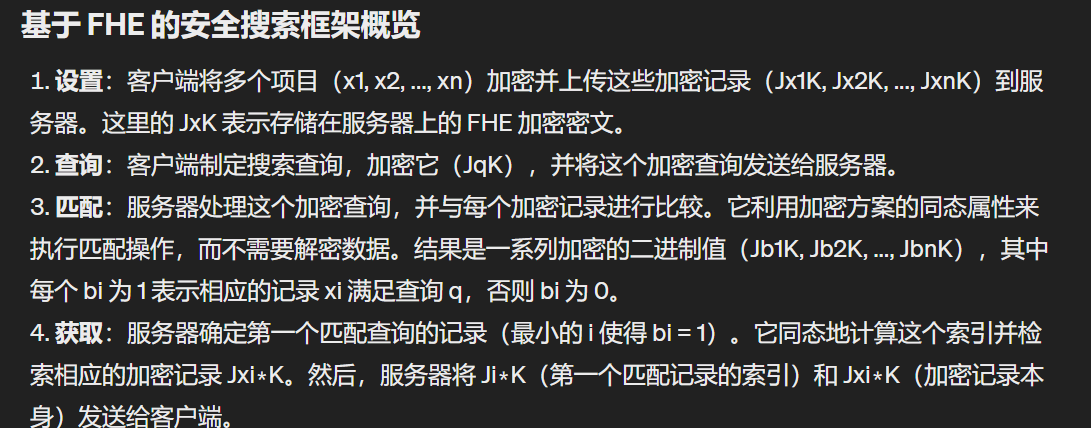 基于 FHE 的安全搜索框架概览
1. 设置：客户端将多个项目（x1, x2, ..., xn）加密并上传这些加密记录（Jx1K, Jx2K, ..., JxnK）到服
务器。这里的 JxK 表示存储在服务器上的 FHE 加密密文。
2. 查询：客户端制定搜索查询，加密它（JqK），并将这个加密查询发送给服务器。
3. 匹配：服务器处理这个加密查询，并与每个加密记录进行比较。它利用加密方案的同态属性来
执行匹配操作，而不需要解密数据。结果是一系列加密的二进制值（Jb1K, Jb2K, ..., JbnK），其中
每个 bi 为 1 表示相应的记录 xi 满足查询 q，否则 bi 为 0。
4. 获取：服务器确定第一个匹配查询的记录（最小的 i 使得 bi = 1）。它同态地计算这个索引并检
索相应的加密记录 Jxi∗K。然后，服务器将 Ji∗K（第一个匹配记录的索引）和 Jxi∗K（加密记录本
身）发送给客户端。